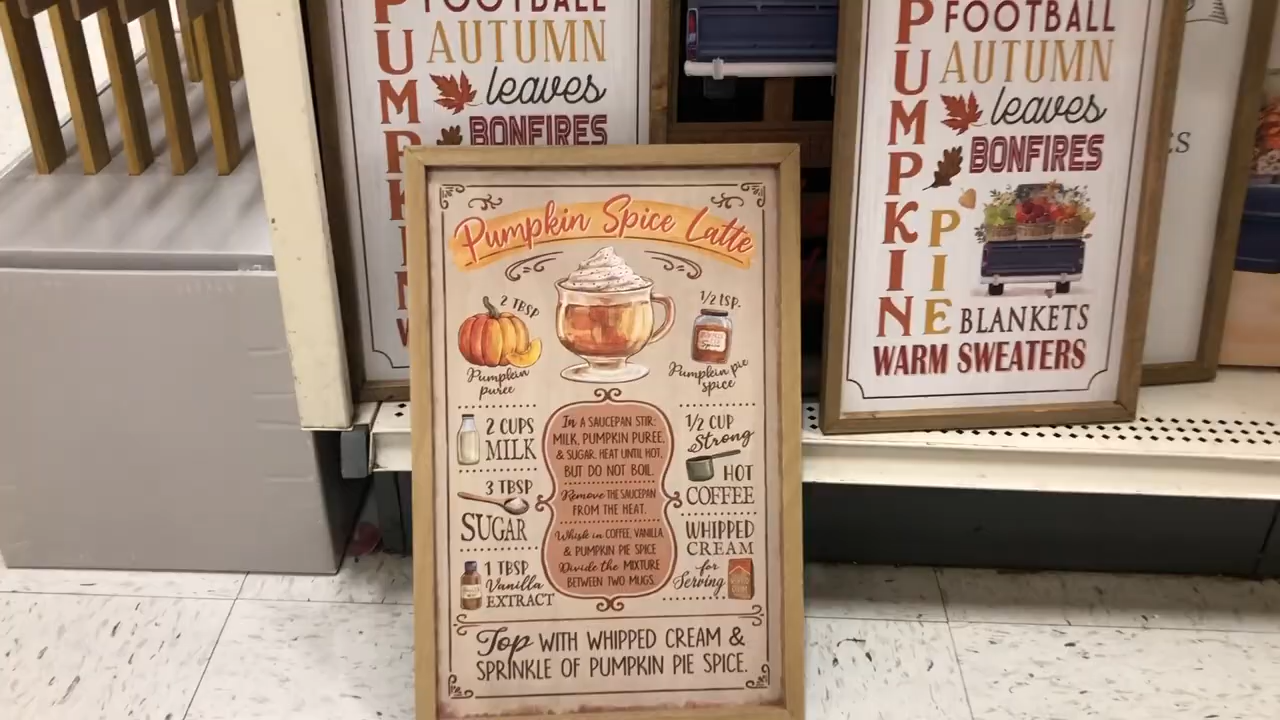 P
U
M
P
K
I
N
FOOTBALL
AUTUMN
leaves
BONFIRES
Pumpkin Spice Latte
2 TBSP
Pumpkin
puree
1/2 tsp.
Pumpkin pie
spice
2 CUPS
MILK
3 TBSP
SUGAR
1 TBSP
Vanilla
EXTRACT
In A SAUCEPAN STIR:
MILK, PUMPKIN PUREE,
& SUGAR. HEAT UNTIL HOT,
BUT DO NOT BOIL.
Remove THE SAUCEPAN
FROM THE HEAT.
Whisk in COFFEE, VANILLA
& PUMPKIN PIE SPICE
Divide the MIXTURE
BETWEEN TWO MUGS.
1/2 CUP
Strong
HOT
COFFEE
WHIPPED
CREAM
for
Serving
Top WITH WHIPPED CREAM &
SPRINKLE OF PUMPKIN PIE SPICE.
PUMPKIN
FOOTBALL
AUTUMN
leaves
BONFIRES
PIE
BLANKETS
WARM SWEATERS